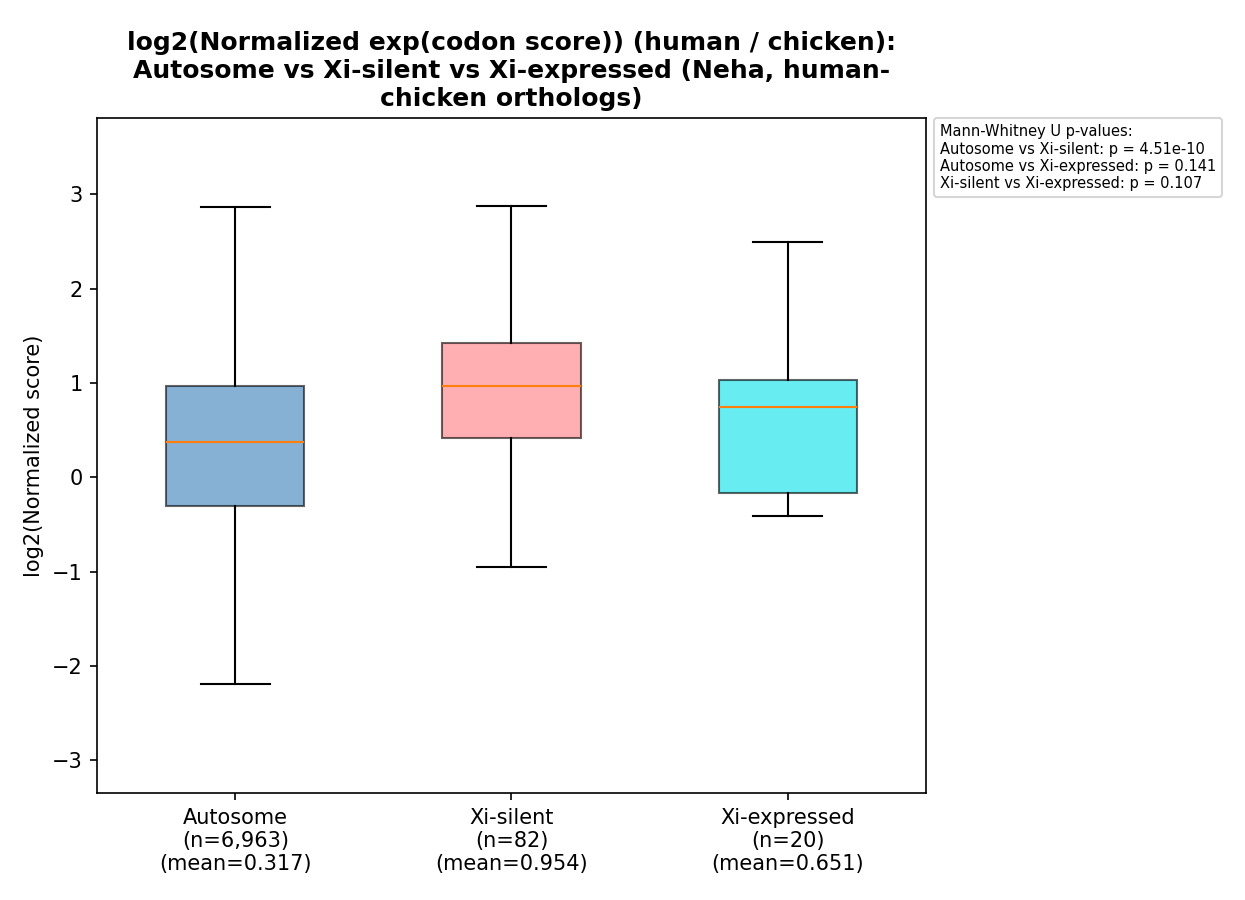 log2(Normalized exp(codon score)) (human / chicken):
Autosome vs Xi-silent vs Xi-expressed (Neha, human-
chicken orthologs)
Mann-Whitney U p-values:
Autosome vs Xi-silent: p = 4.51e-10
Autosome vs Xi-expressed: p = 0.141
Xi-silent vs Xi-expressed: p = 0.107
log2(Normalized score)
3
2
1
0
−1
−2
−3
Autosome
(n=6,963)
(mean=0.317)
Xi-silent
(n=82)
(mean=0.954)
Xi-expressed
(n=20)
(mean=0.651)